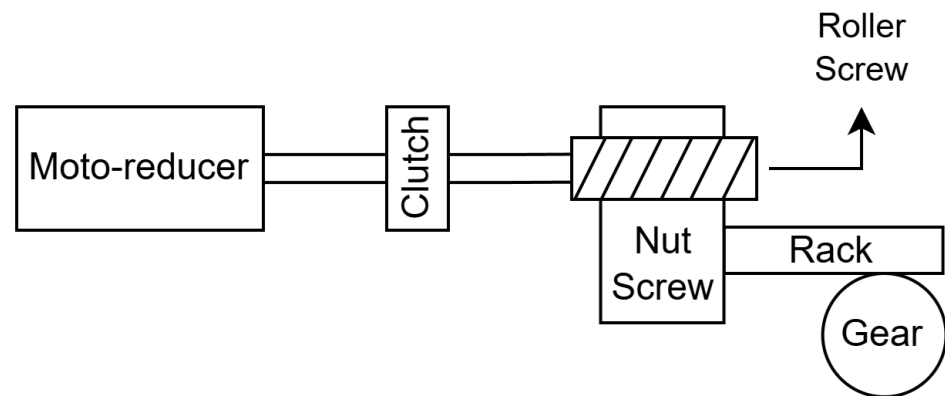 Roller
Screw
Moto-reducer
Clutch
Nut
Screw
Rack
Gear